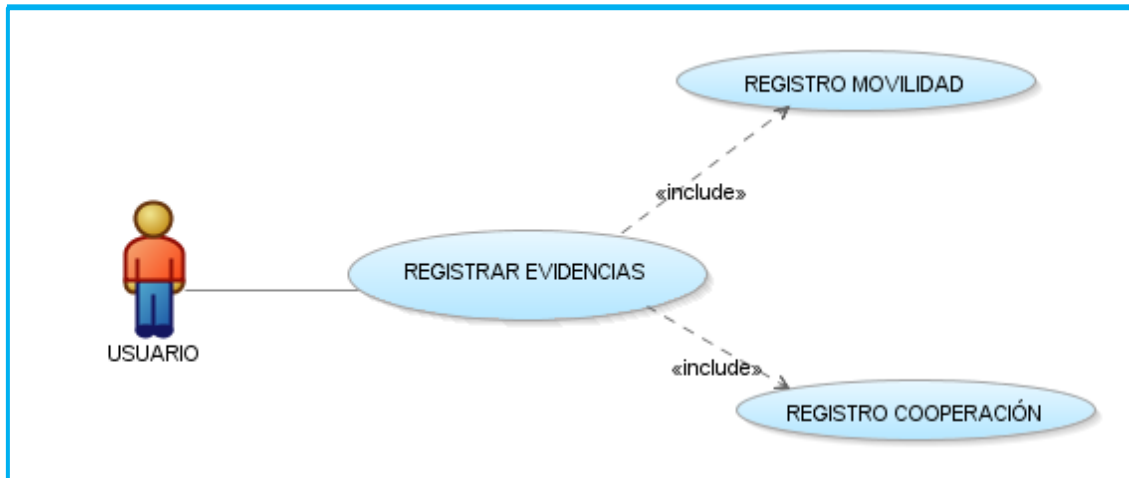 REGISTRO MOVILIDAD
«include»
REGISTRAR EVIDENCIAS
USUARIO
«include»
REGISTRO COOPERACIÓN